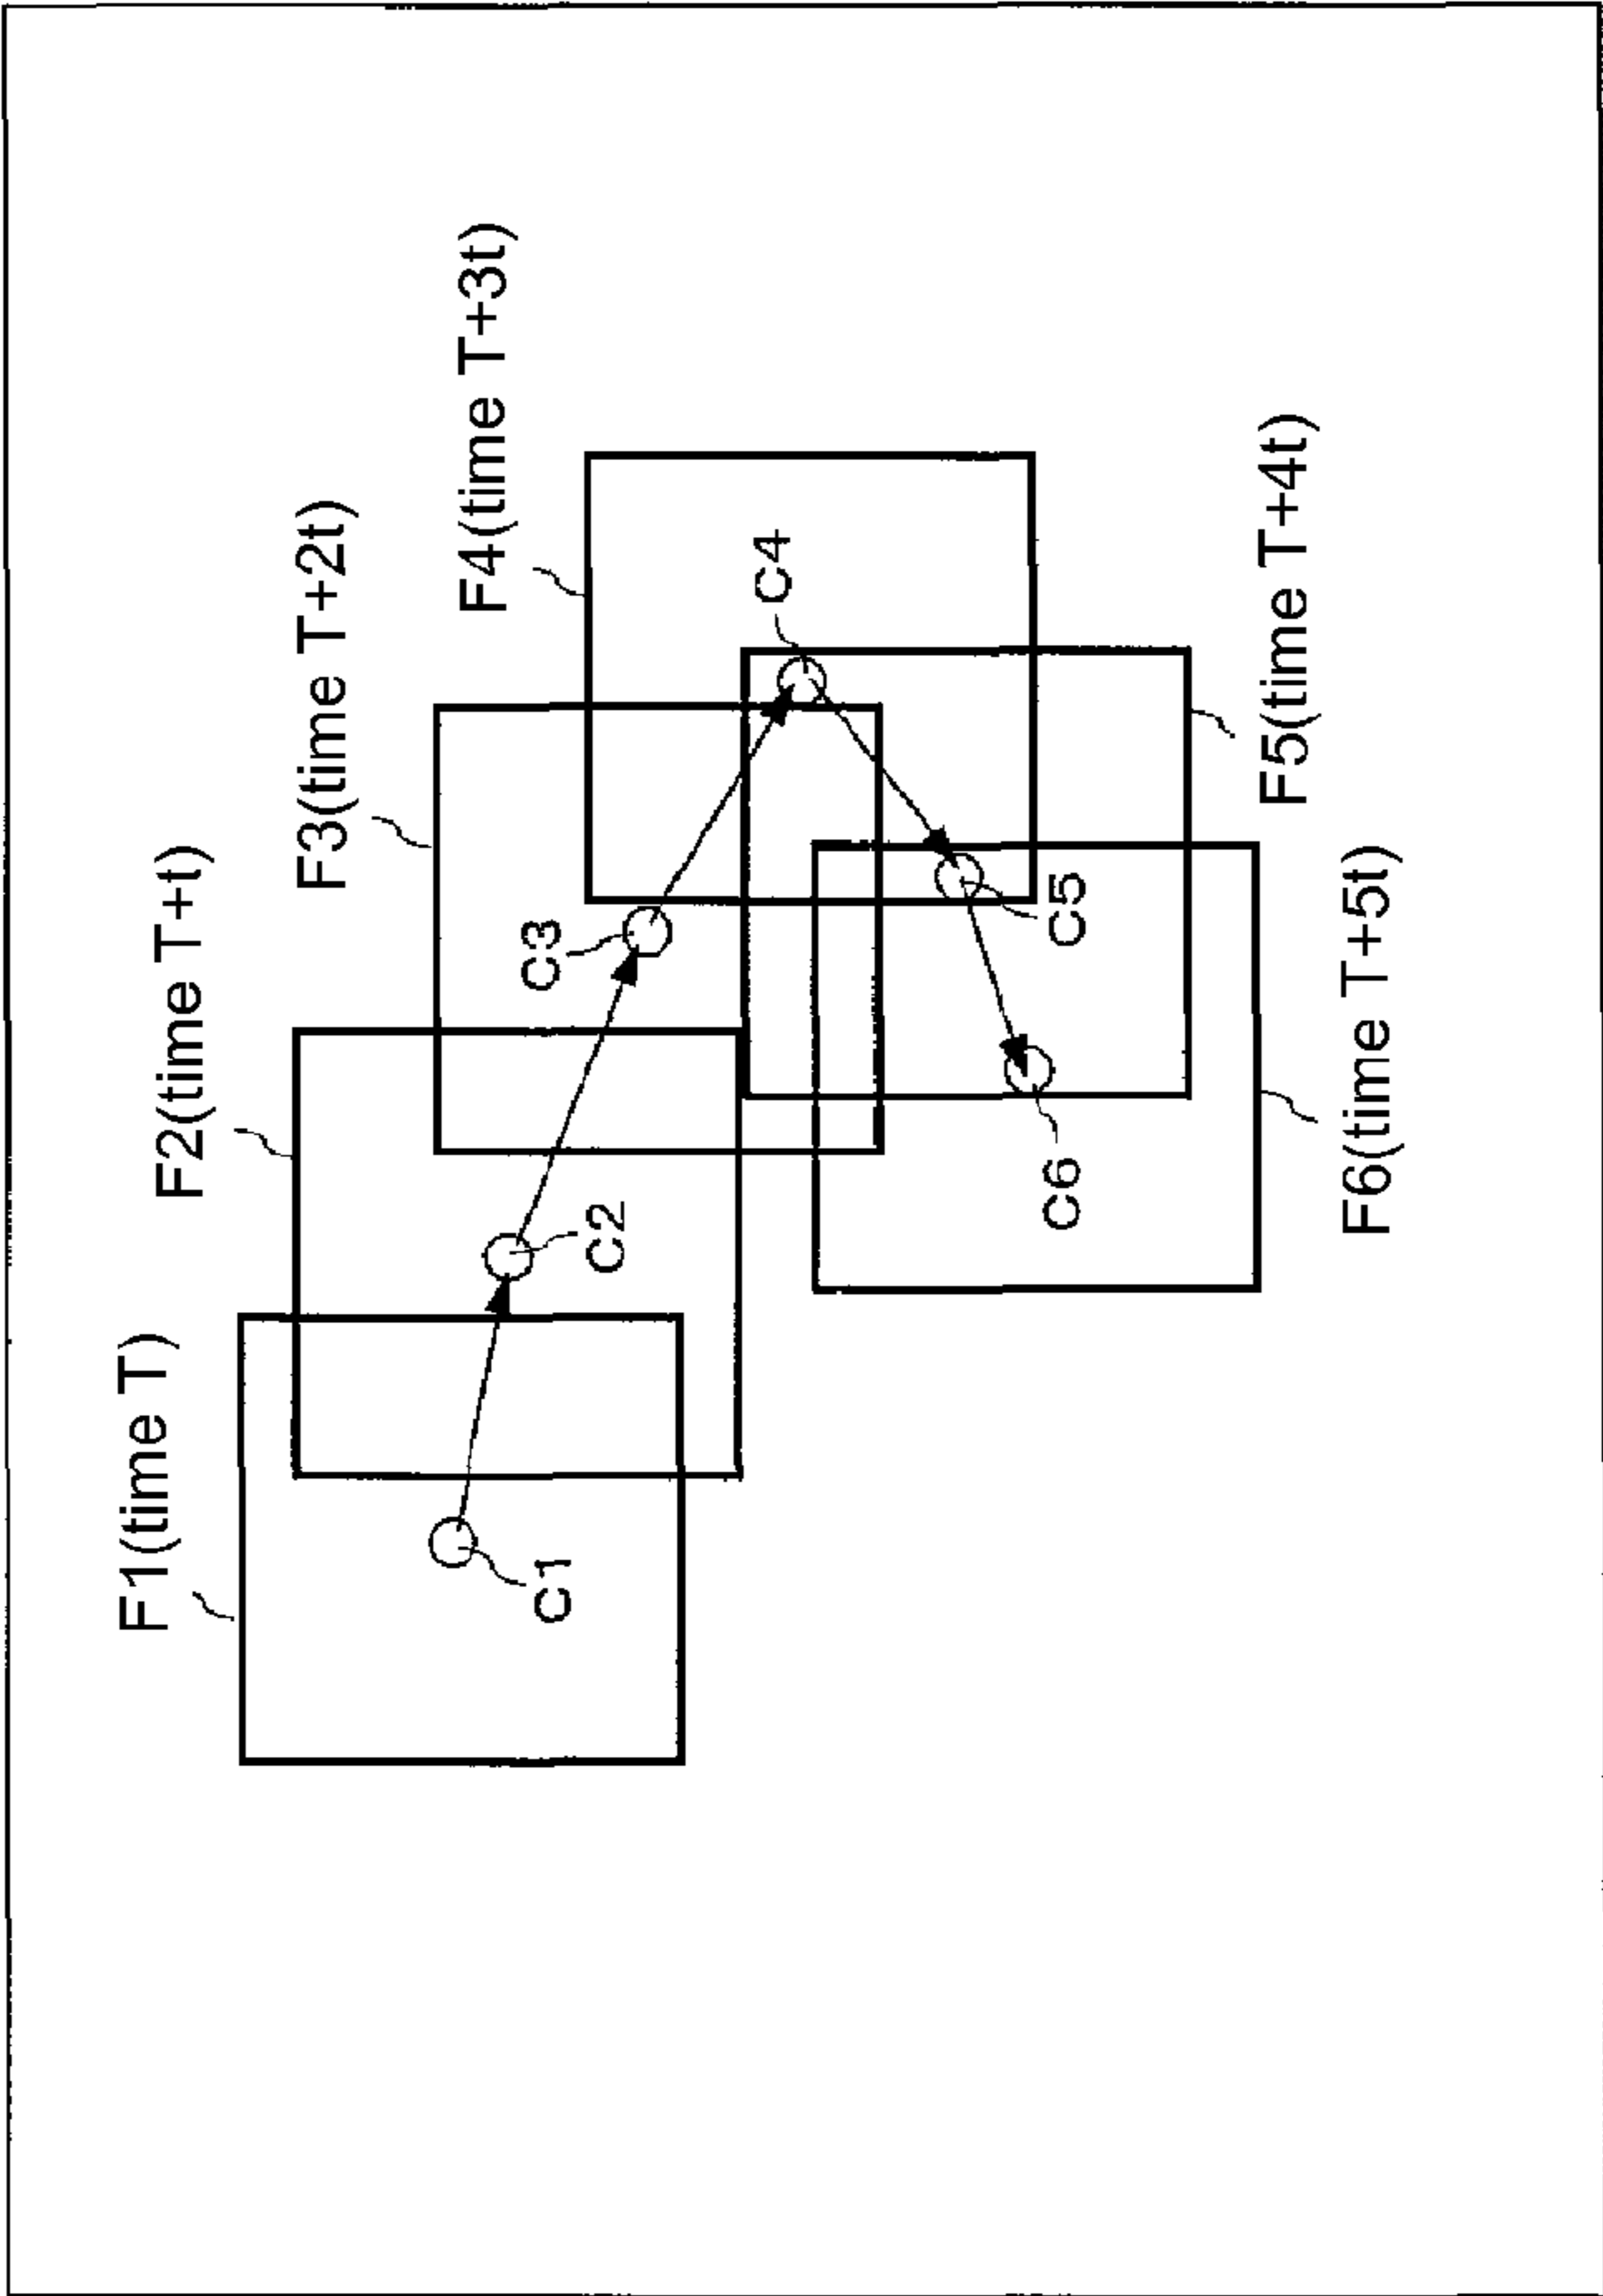 F1(time T)
F2(time T+t)
F3(time T+2t)
F4(time T+3t)
c1
c2
c3
c4
c5
c6
F5(time T+4t)
F6(time T+5t)